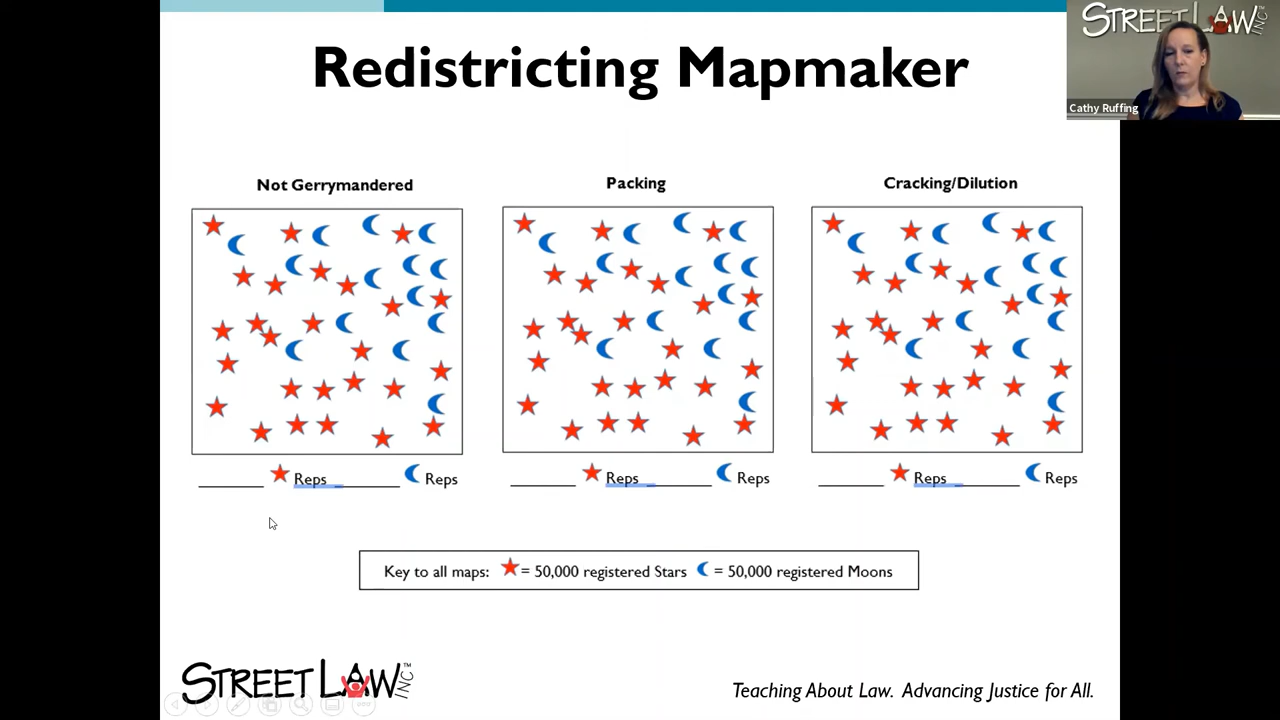 STREET LAW INC
Cathy Ruffing
Redistricting Mapmaker
Not Gerrymandered
Packing
Cracking/Dilution
Reps Reps
Reps Reps
Reps Reps
Key to all maps: = 50,000 registered Stars = 50,000 registered Moons
STREET LAW INC™
Teaching About Law. Advancing Justice for All.